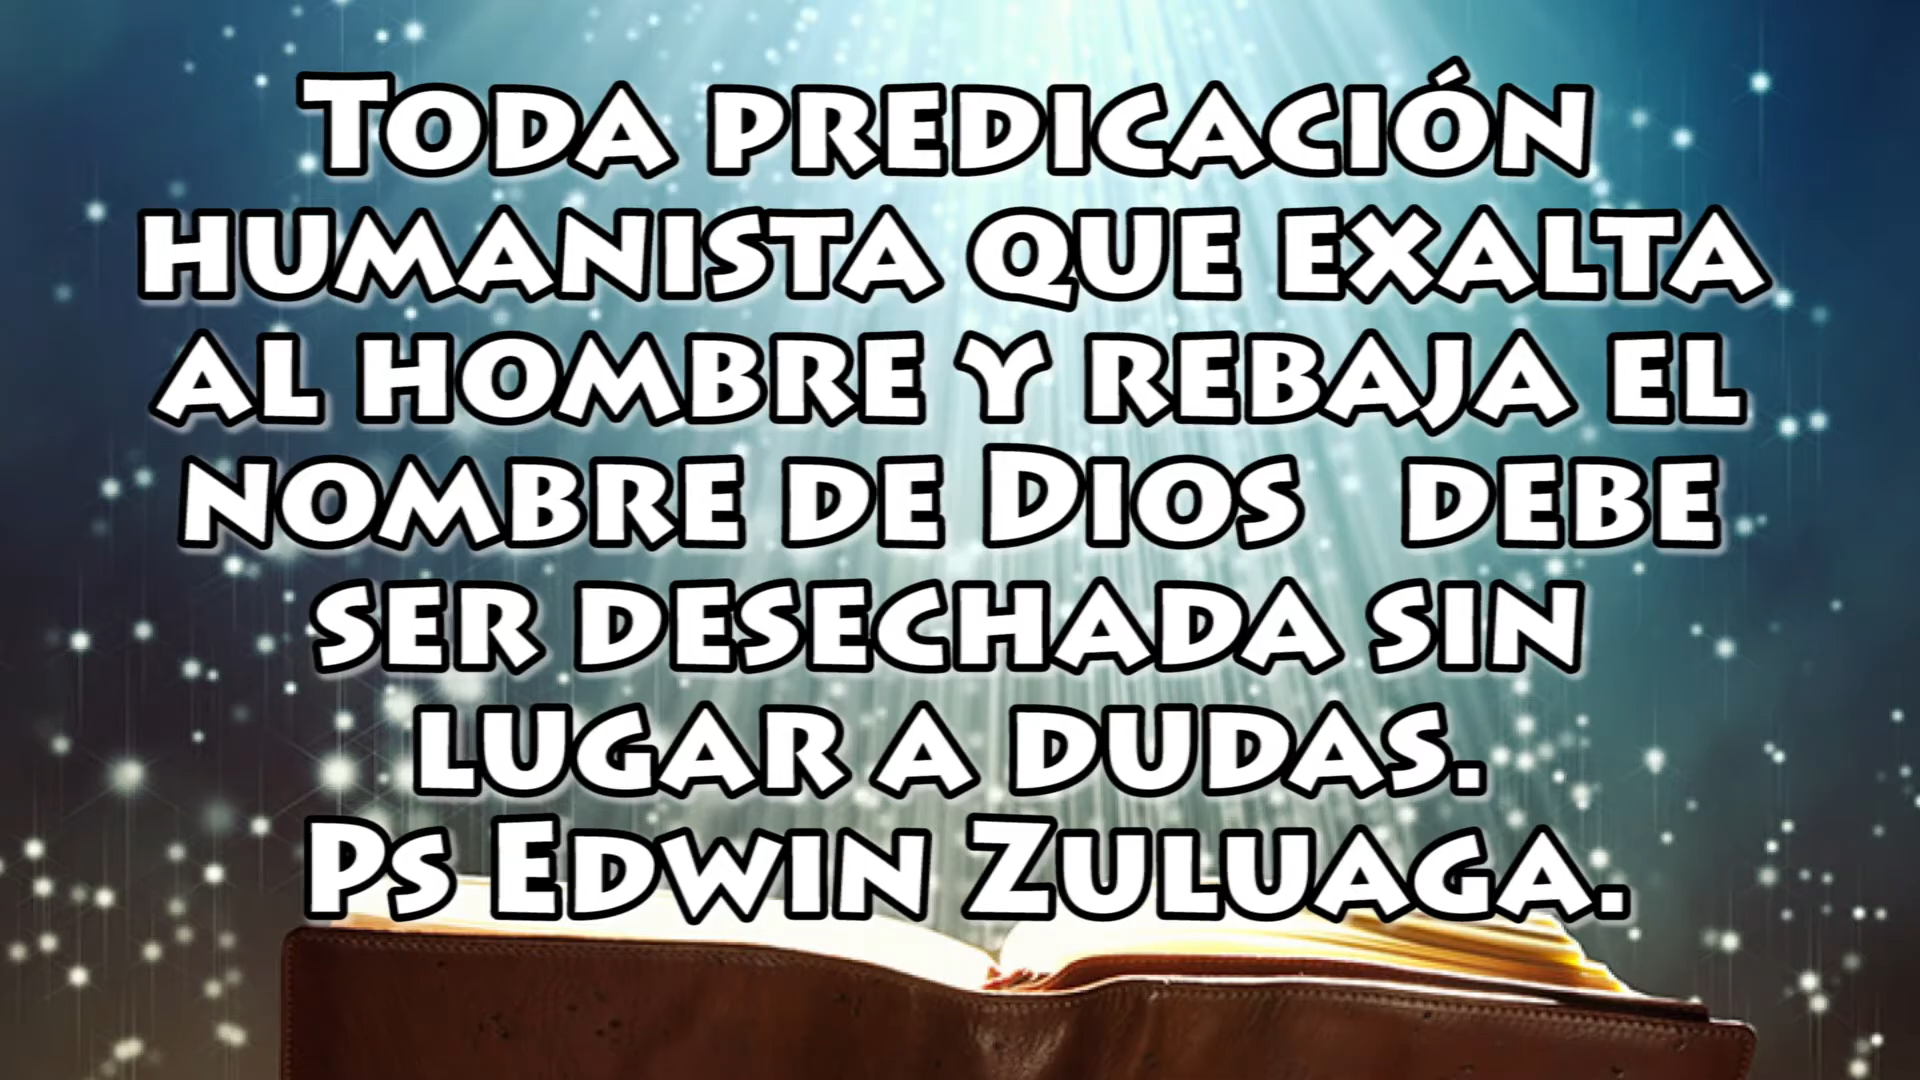 Toda predicación
humanista que exalta
al hombre y rebaja el
nombre de Dios debe
ser desechada sin
lugar a dudas.
Ps Edwin Zuluaga.